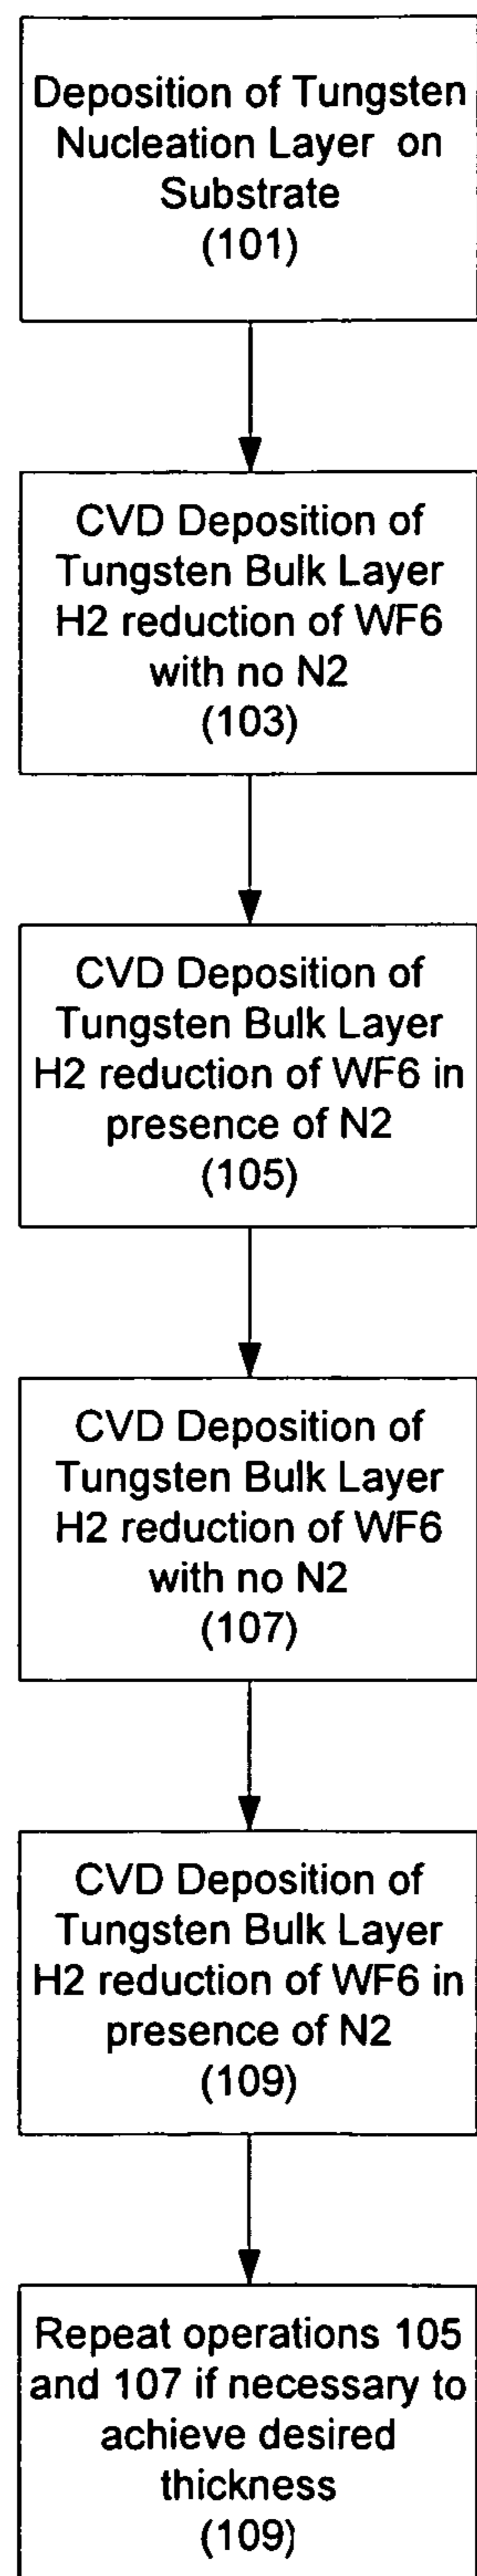 Deposition of Tungsten
Nucleation Layer on
Substrate
(101)
CVD Deposition of
Tungsten Bulk Layer
H2 reduction of WF6
with no N2
(103)
CVD Deposition of
Tungsten Bulk Layer
H2 reduction of WF6 in
presence of N2
(105)
CVD Deposition of
Tungsten Bulk Layer
H2 reduction of WF6
with no N2
(107)
CVD Deposition of
Tungsten Bulk Layer
H2 reduction of WF6 in
presence of N2
(109)
Repeat operations 105
and 107 if necessary to
achieve desired
thickness
(109)